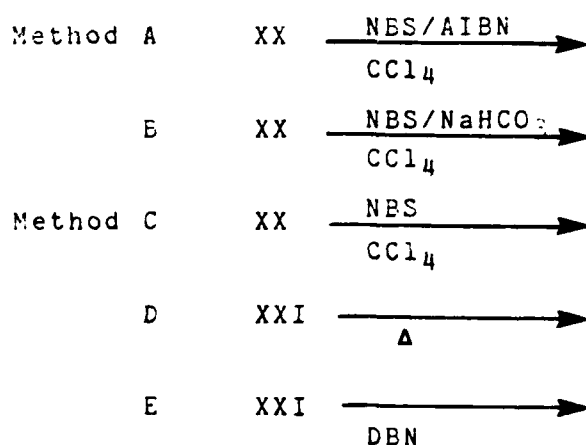 Method A XX NBS/AIBN
CCl4
B XX NBS/NaHCO3
CCl4
Method C XX NBS
CCl4
D XXI
Δ
E XXI
DBN